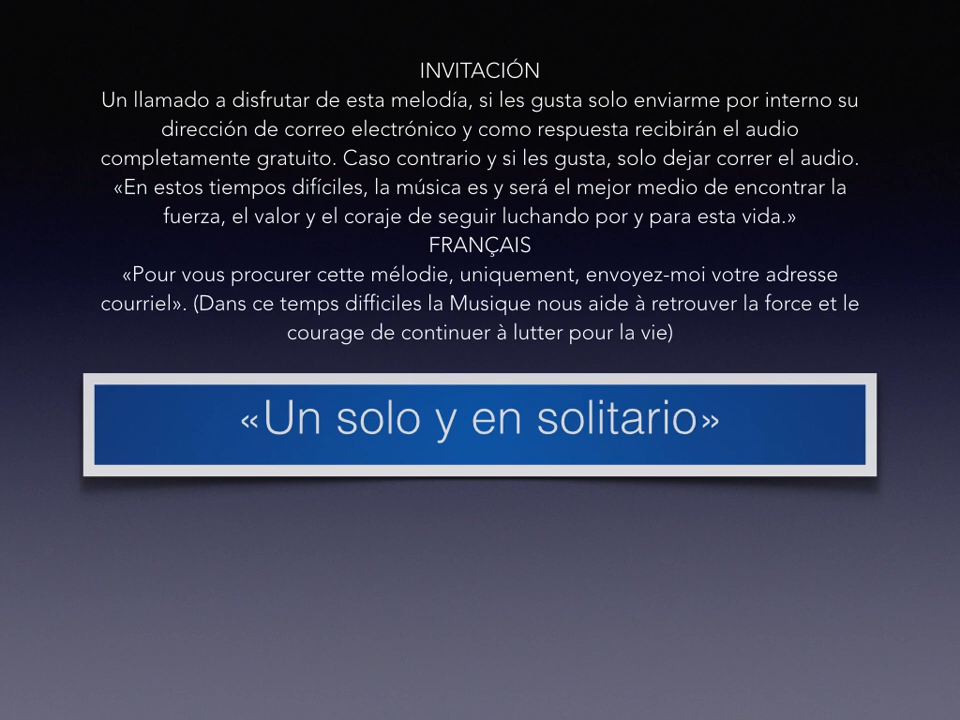 INVITACIÓN
Un llamado a disfrutar de esta melodía, si les gusta solo enviarme por interno su
dirección de correo electrónico y como respuesta recibirán el audio
completamente gratuito. Caso contrario y si les gusta, solo dejar correr el audio.
«En estos tiempos difíciles, la música es y será el mejor medio de encontrar la
fuerza, el valor y el coraje de seguir luchando por y para esta vida.»
FRANÇAIS
«Pour vous procurer cette mélodie, uniquement, envoyez-moi votre adresse
courriel». (Dans ce temps difficiles la Musique nous aide à retrouver la force et le
courage de continuer à lutter pour la vie)
«Un solo y en solitario»